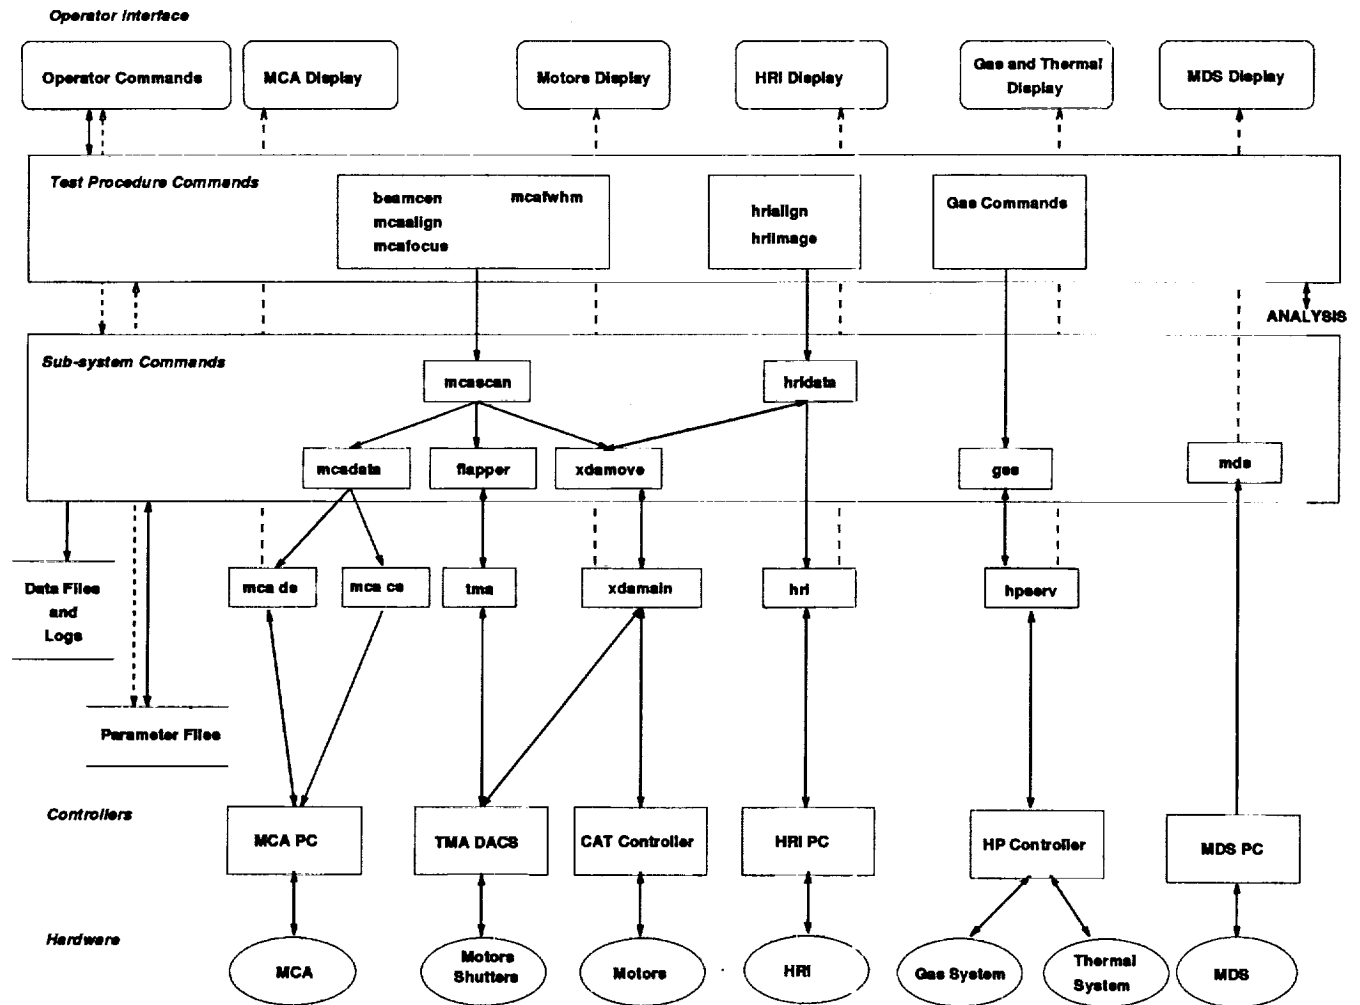 Operator Interface
Operator Commands
MCA Display
Motors Display
HRI Display
Gas and Thermal
Display
MDS Display
Test Procedure Commands
beamcen
mcafwhm
mcaalign
mcafocus
hrialign
hriimage
Gas Commands
ANALYSIS
Sub-system Commands
mcascan
hridata
mcadata
flapper
xdamove
gas
mds
Data Files
and
Logs
mca ds
mca cs
tma
xdamain
hri
hpserv
Parameter Files
Controllers
MCA PC
TMA DACS
CAT Controller
HRI PC
HP Controller
MDS PC
Hardware
MCA
Motors
Shutters
Motors
HRI
Gas System
Thermal
System
MDS